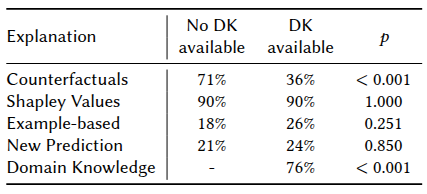 Explanation No DK available DK available p
Counterfactuals 71% 36% < 0.001
Shapley Values 90% 90% 1.000
Example-based 18% 26% 0.251
New Prediction 21% 24% 0.850
Domain Knowledge - 76% < 0.001